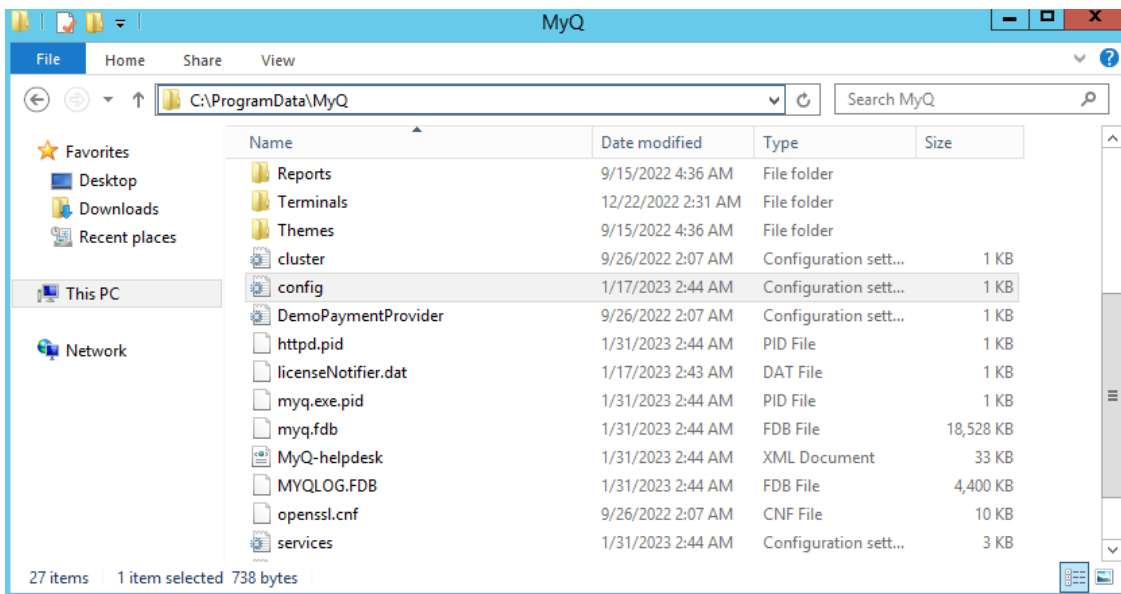 MyQ
File Home Share View
C:\ProgramData\MyQ Search MyQ
Favorites
Desktop
Downloads
Recent places
This PC
Network
Name Date modified Type Size
Reports 9/15/2022 4:36 AM File folder
Terminals 12/22/2022 2:31 AM File folder
Themes 9/15/2022 4:36 AM File folder
cluster 9/26/2022 2:07 AM Configuration sett... 1 KB
config 1/17/2023 2:44 AM Configuration sett... 1 KB
DemoPaymentProvider 9/26/2022 2:07 AM Configuration sett... 1 KB
httpd.pid 1/31/2023 2:44 AM PID File 1 KB
licenseNotifier.dat 1/17/2023 2:43 AM DAT File 1 KB
myq.exe.pid 1/31/2023 2:44 AM PID File 1 KB
myq.fdb 1/31/2023 2:44 AM FDB File 18,528 KB
MyQ-helpdesk 1/31/2023 2:44 AM XML Document 33 KB
MYQLOG.FDB 1/31/2023 2:44 AM FDB File 4,400 KB
openssl.cnf 9/26/2022 2:07 AM CNF File 10 KB
services 1/31/2023 2:44 AM Configuration sett... 3 KB
27 items 1 item selected 738 bytes